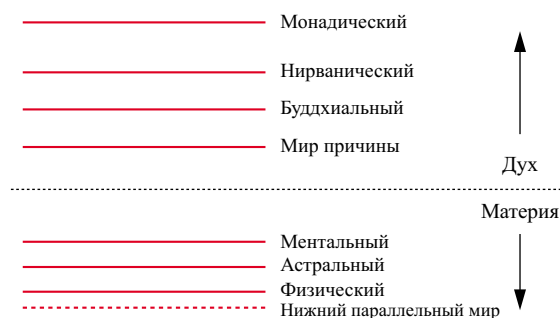 Монадический
Нирванический
Буддхиальный
Мир причины
Дух
Материя
Ментальный
Астральный
Физический
Нижний параллельный мир